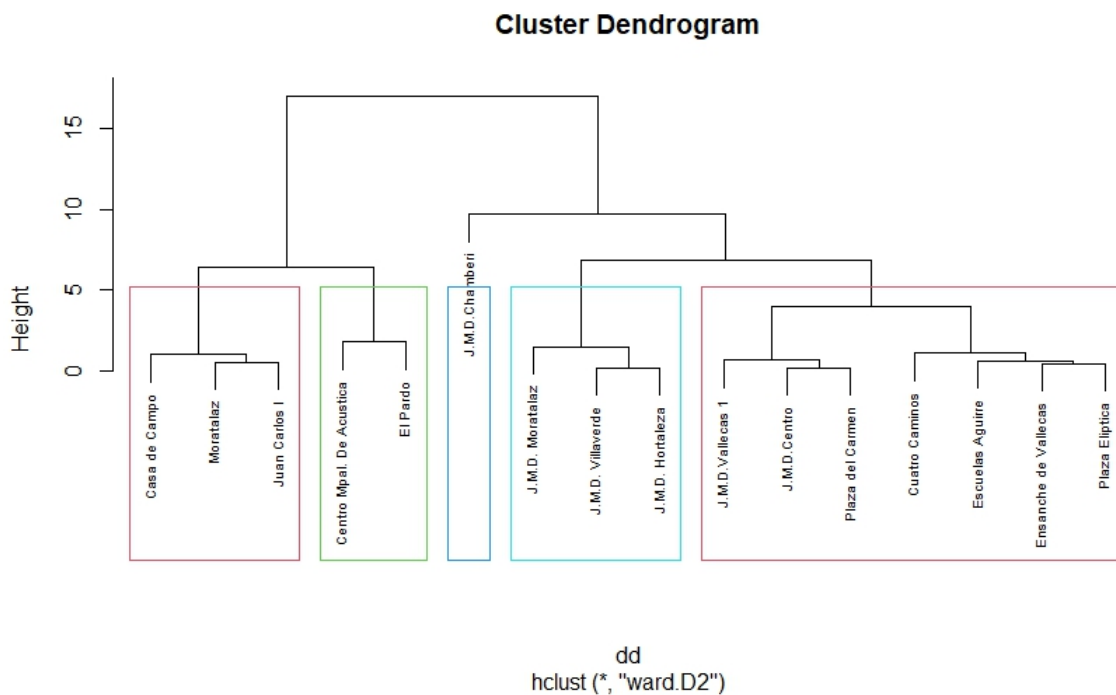 Cluster Dendrogram
Height
15
10
5
0
Casa de Campo
Moratalaz
Juan Carlos I
Centro Mpal. De Acustica
El Pardo
J.M.D.Chamberi
J.M.D. Moratalaz
J.M.D. Villaverde
J.M.D. Hortaleza
J.M.D.Vallecas 1
J.M.D.Centro
Plaza del Carmen
Cuatro Caminos
Escuelas Aguirre
Ensanche de Vallecas
Plaza Eliptica
dd
hclust (*, "ward.D2")